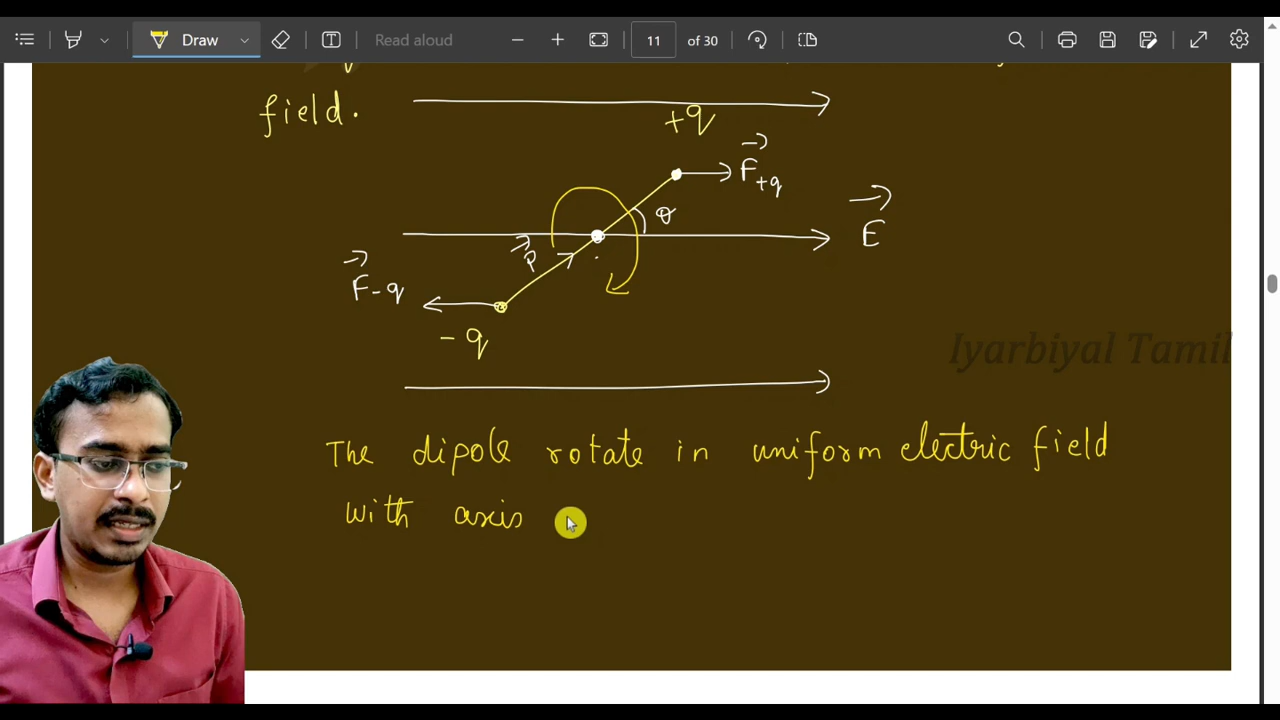 Draw
Read aloud
11 of 30
field.
+q
F+q
θ
E
P
F-q
-q
Iyarbiyal Tamil
The dipole rotate in uniform electric field
with axis